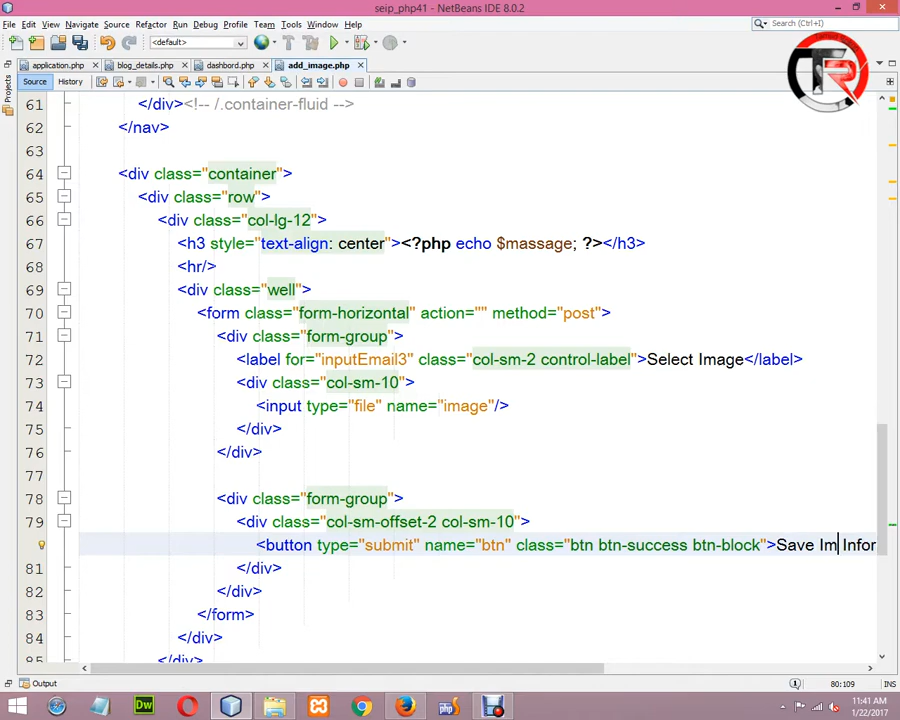 seip_php41 - NetBeans IDE 8.0.2
File Edit View Navigate Source Refactor Run Debug Profile Team Tools Window Help
<default> Search (Ctrl+I)
application.php blog_details.php dashbord.php add_image.php
Source History
Projects
61 </div><!-- /.container-fluid -->
62 </nav>
63
64 <div class="container">
65 <div class="row">
66 <div class="col-lg-12">
67 <h3 style="text-align: center"><?php echo $massage; ?></h3>
68 <hr/>
69 <div class="well">
70 <form class="form-horizontal" action="" method="post">
71 <div class="form-group">
72 <label for="inputEmail3" class="col-sm-2 control-label">Select Image</label>
73 <div class="col-sm-10">
74 <input type="file" name="image"/>
75 </div>
76 </div>
77
78 <div class="form-group">
79 <div class="col-sm-offset-2 col-sm-10">
<button type="submit" name="btn" class="btn btn-success btn-block">Save Im Infor
81 </div>
82 </div>
83 </form>
84 </div>
85 </div>
Output
80:109 INS
Dw
11:41 AM
1/22/2017